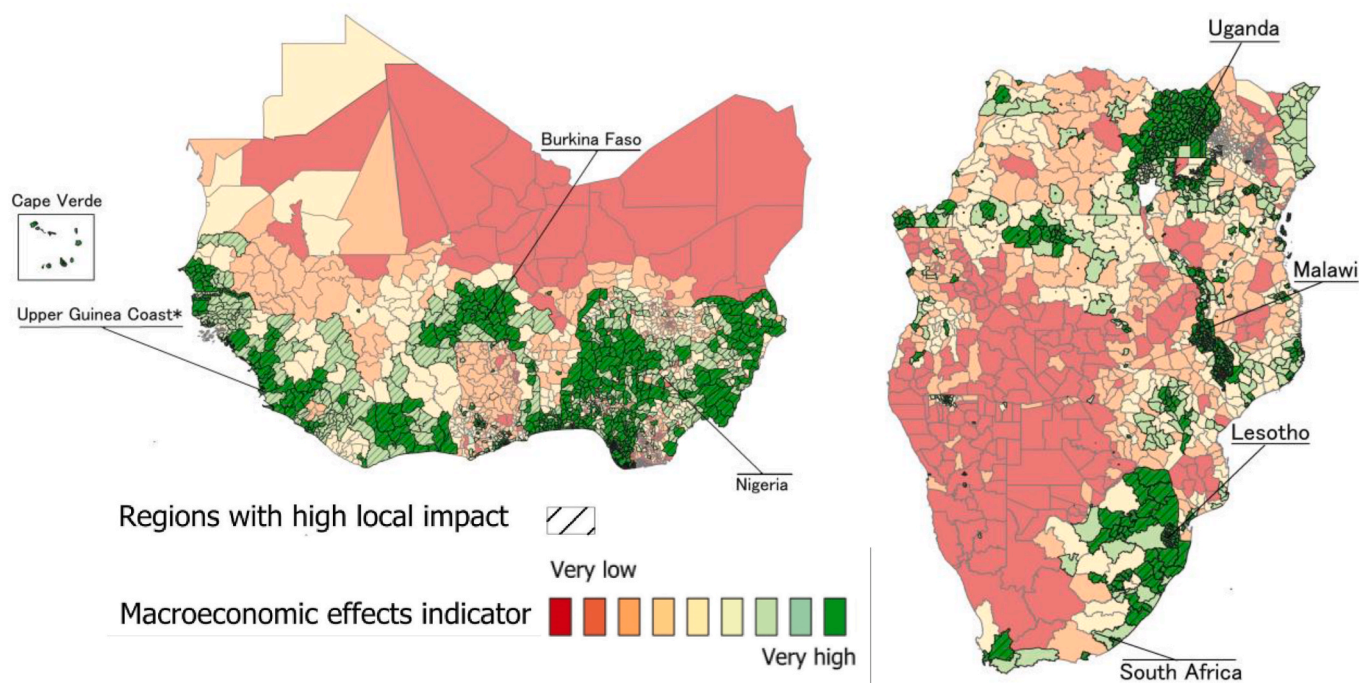 Uganda
Burkina Faso
Cape Verde
Malawi
Upper Guinea Coast*
Lesotho
Nigeria
Regions with high local impact
Very low
Macroeconomic effects indicator
Very high
South Africa